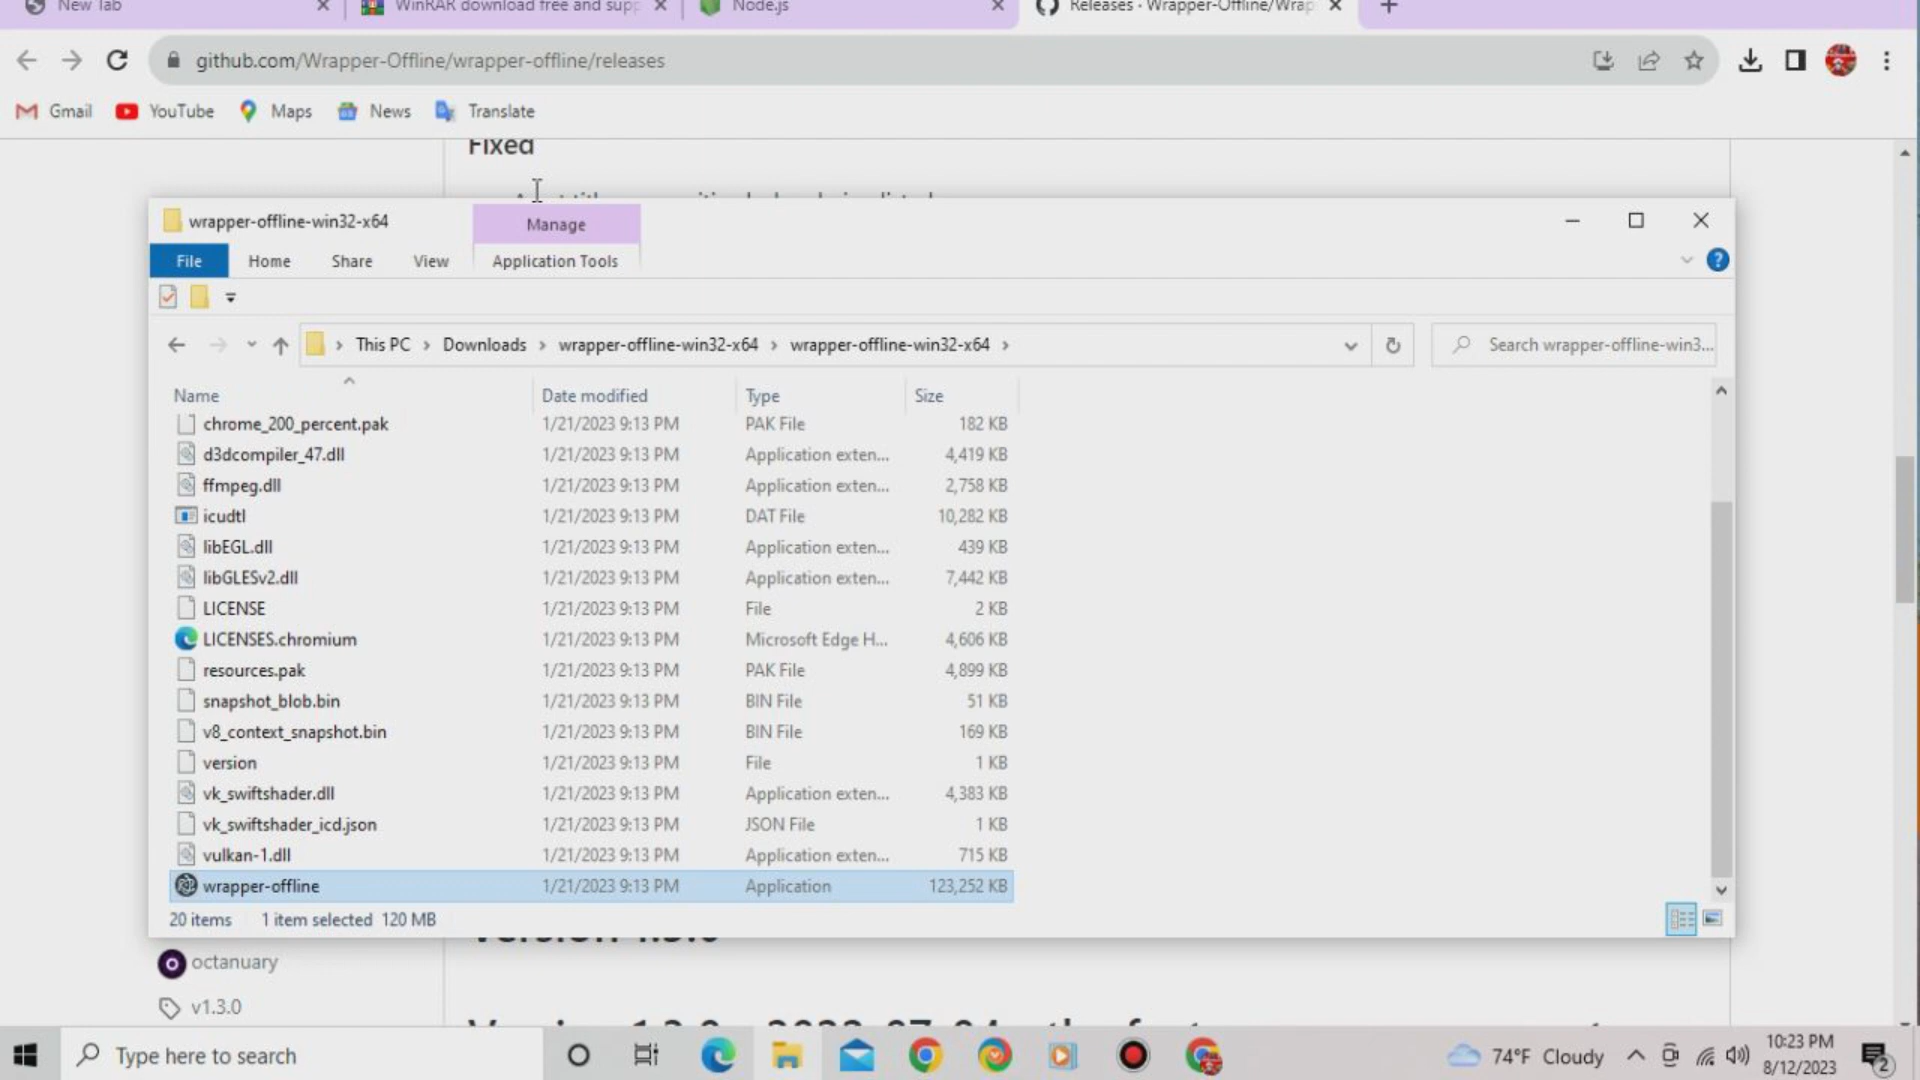 New Tab
WinRAR download free and supp
Node.js
Releases · Wrapper-Offline/Wrap
github.com/Wrapper-Offline/wrapper-offline/releases
Gmail
YouTube
Maps
News
Translate
Fixed
wrapper-offline-win32-x64
Manage
File
Home
Share
View
Application Tools
This PC > Downloads > wrapper-offline-win32-x64 > wrapper-offline-win32-x64 >
Search wrapper-offline-win3...
Name Date modified Type Size
chrome_200_percent.pak 1/21/2023 9:13 PM PAK File 182 KB
d3dcompiler_47.dll 1/21/2023 9:13 PM Application exten... 4,419 KB
ffmpeg.dll 1/21/2023 9:13 PM Application exten... 2,758 KB
icudtl 1/21/2023 9:13 PM DAT File 10,282 KB
libEGL.dll 1/21/2023 9:13 PM Application exten... 439 KB
libGLESv2.dll 1/21/2023 9:13 PM Application exten... 7,442 KB
LICENSE 1/21/2023 9:13 PM File 2 KB
LICENSES.chromium 1/21/2023 9:13 PM Microsoft Edge H... 4,606 KB
resources.pak 1/21/2023 9:13 PM PAK File 4,899 KB
snapshot_blob.bin 1/21/2023 9:13 PM BIN File 51 KB
v8_context_snapshot.bin 1/21/2023 9:13 PM BIN File 169 KB
version 1/21/2023 9:13 PM File 1 KB
vk_swiftshader.dll 1/21/2023 9:13 PM Application exten... 4,383 KB
vk_swiftshader_icd.json 1/21/2023 9:13 PM JSON File 1 KB
vulkan-1.dll 1/21/2023 9:13 PM Application exten... 715 KB
wrapper-offline 1/21/2023 9:13 PM Application 123,252 KB
20 items 1 item selected 120 MB
octanuary
v1.3.0
Type here to search
74°F Cloudy
10:23 PM
8/12/2023
2